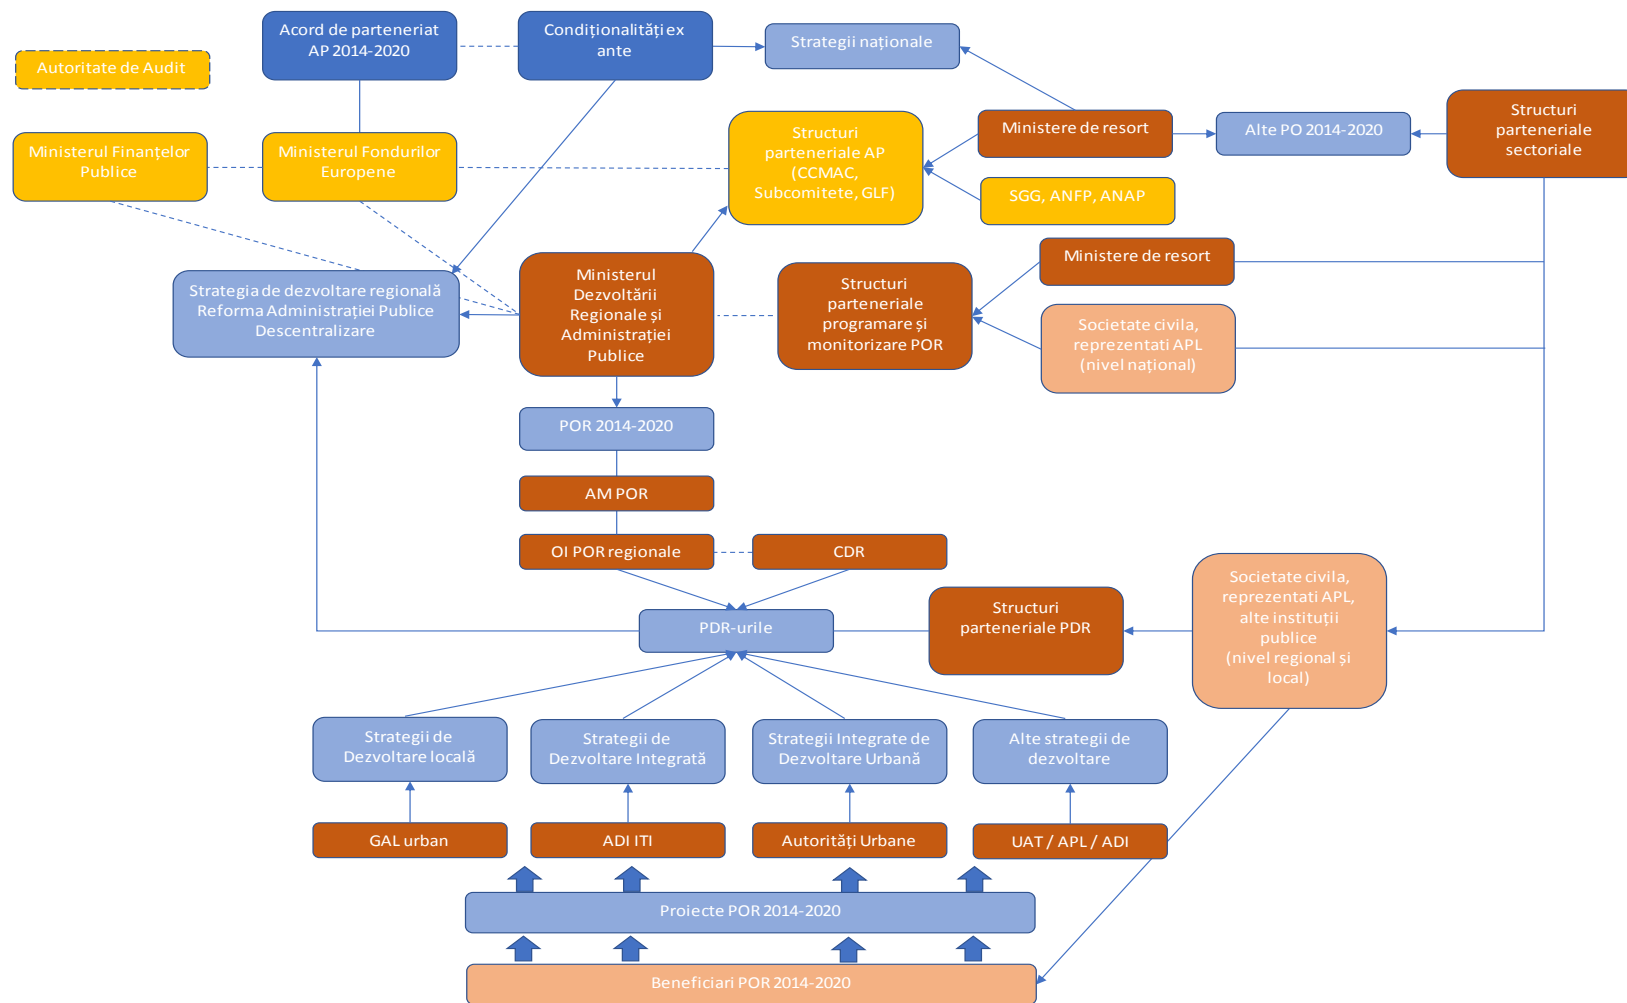 Acord de parteneriat
AP 2014-2020
Condiționalități ex
ante
Strategii naționale
Autoritate de Audit
Ministerul Finanțelor
Publice
Ministerul Fondurilor
Europene
Structuri
parteneriale AP
(CCMAC,
Subcomitete, GLF)
Ministere de resort
Alte PO 2014-2020
Structuri
parteneriale
sectoriale
SGG, ANFP, ANAP
Strategia de dezvoltare regională
Reforma Administrației Publice
Descentralizare
Ministerul
Dezvoltării
Regionale și
Administrației
Publice
Structuri
parteneriale
programare și
monitorizare POR
Ministere de resort
Societate civila,
reprezentati APL
(nivel național)
POR 2014-2020
AM POR
OI POR regionale
CDR
PDR-urile
Structuri
parteneriale PDR
Societate civila,
reprezentati APL,
alte instituții
publice
(nivel regional și
local)
Strategii de
Dezvoltare locală
Strategii de
Dezvoltare Integrată
Strategii Integrate de
Dezvoltare Urbană
Alte strategii de
dezvoltare
GAL urban
ADI ITI
Autorități Urbane
UAT / APL / ADI
Proiecte POR 2014-2020
Beneficiari POR 2014-2020